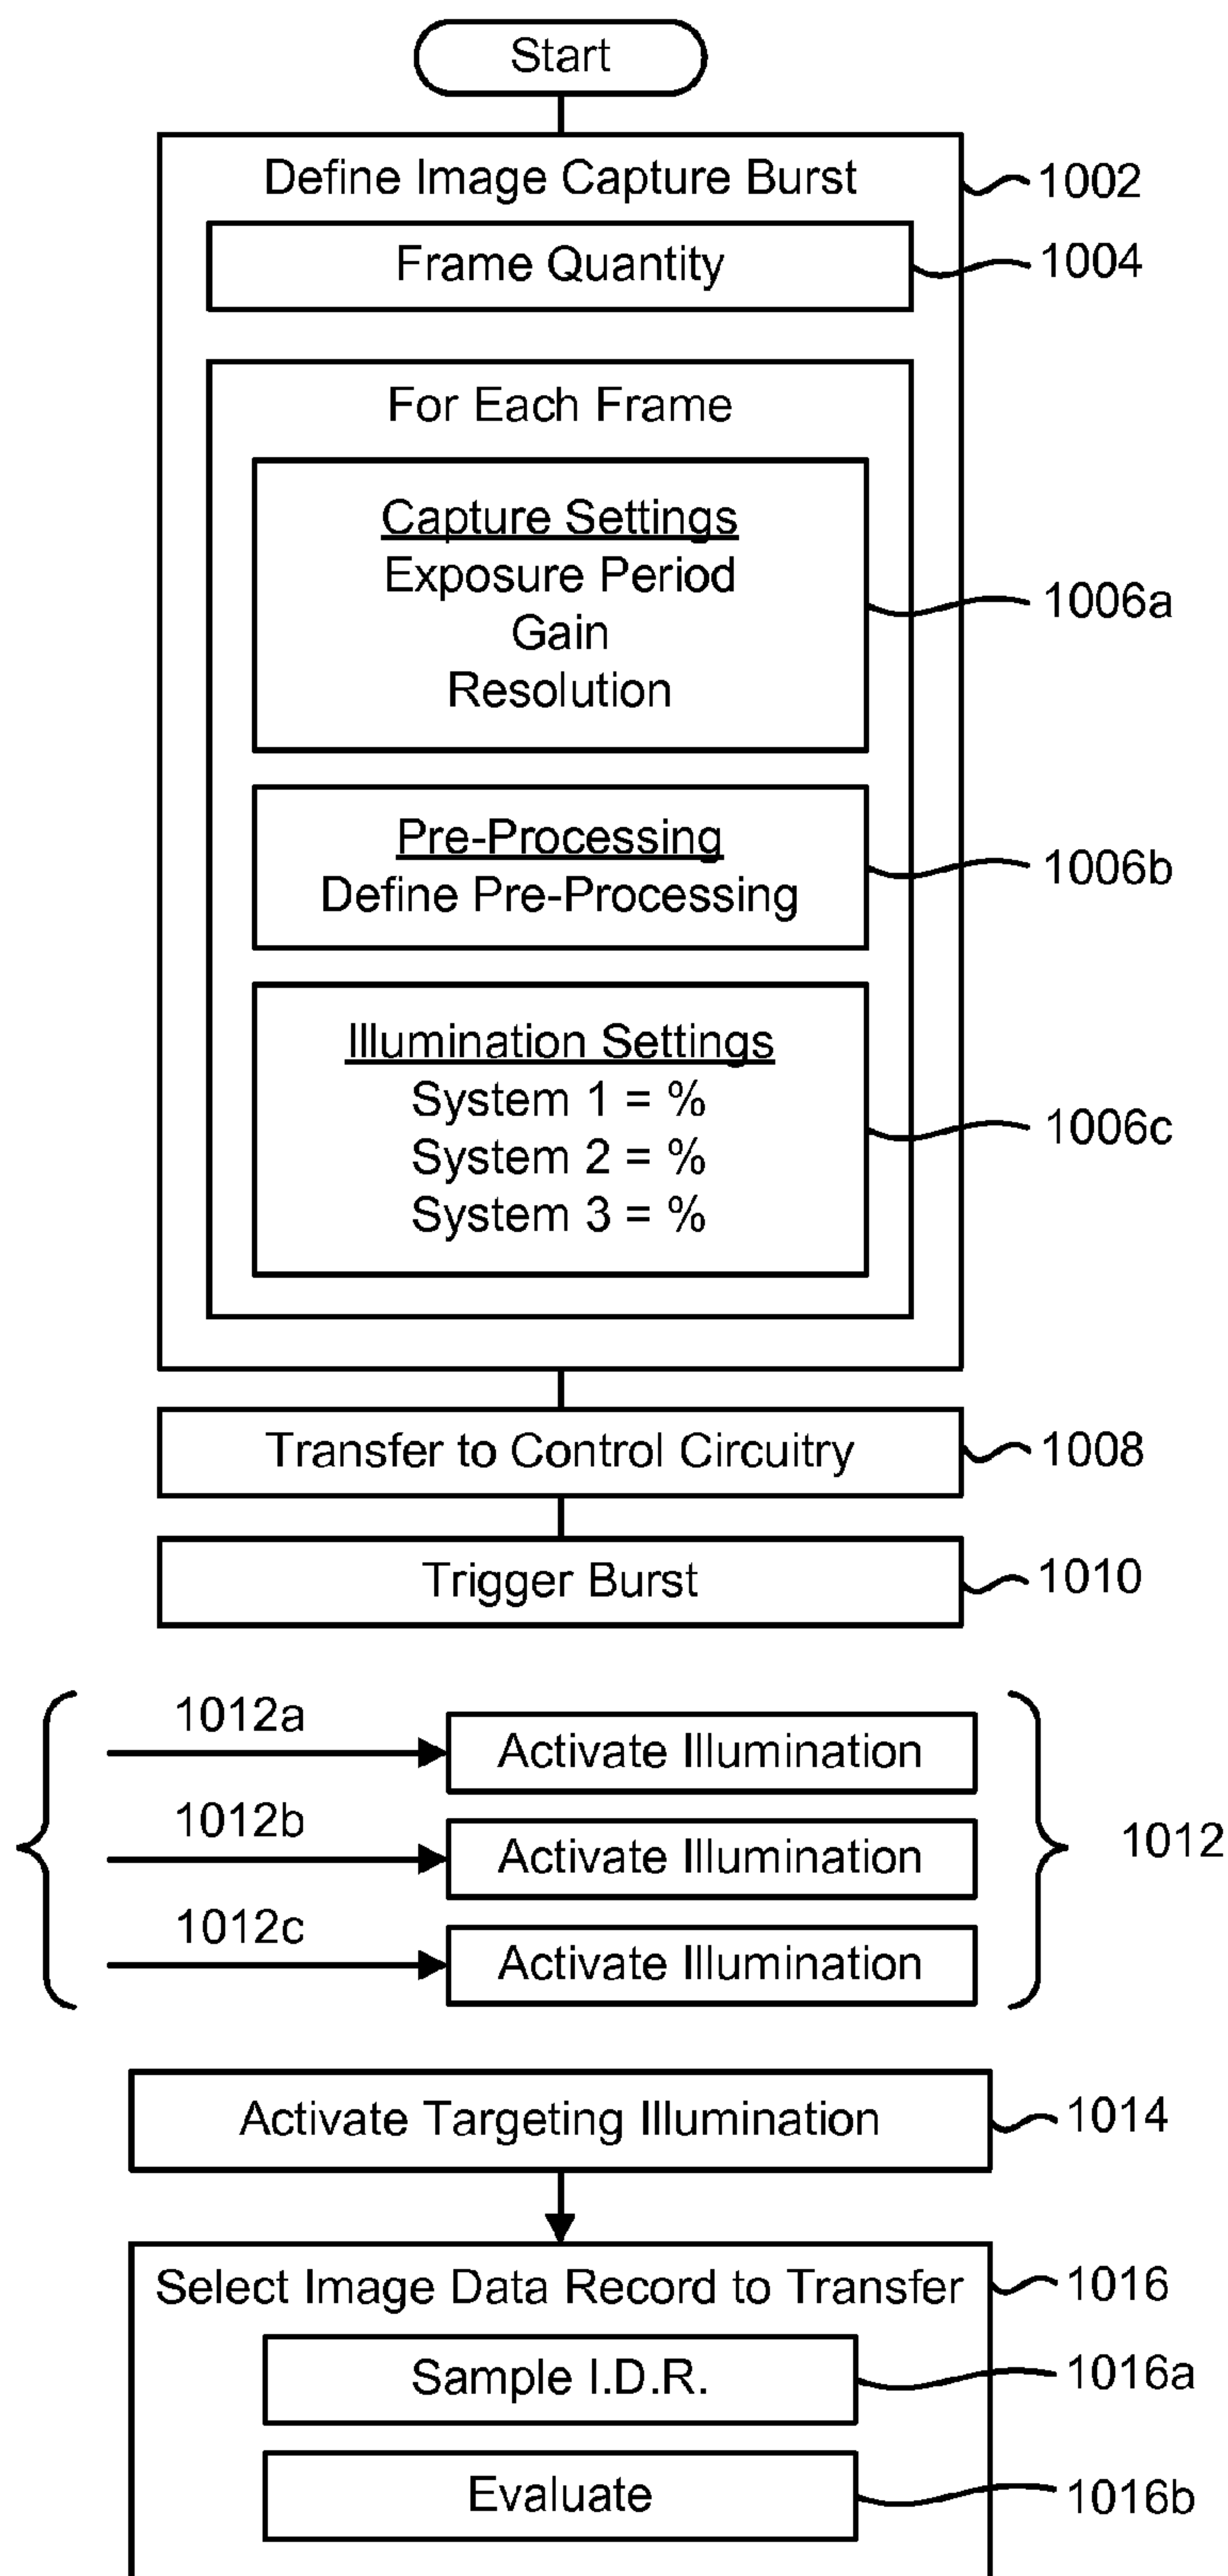 Start
Define Image Capture Burst
1002
Frame Quantity
1004
For Each Frame
Capture Settings
Exposure Period
Gain
Resolution
1006a
Pre-Processing
Define Pre-Processing
1006b
Illumination Settings
System 1 = %
System 2 = %
System 3 = %
1006c
Transfer to Control Circuitry
1008
Trigger Burst
1010
1012a
Activate Illumination
1012b
Activate Illumination
1012c
Activate Illumination
1012
Activate Targeting Illumination
1014
Select Image Data Record to Transfer
1016
Sample I.D.R.
1016a
Evaluate
1016b